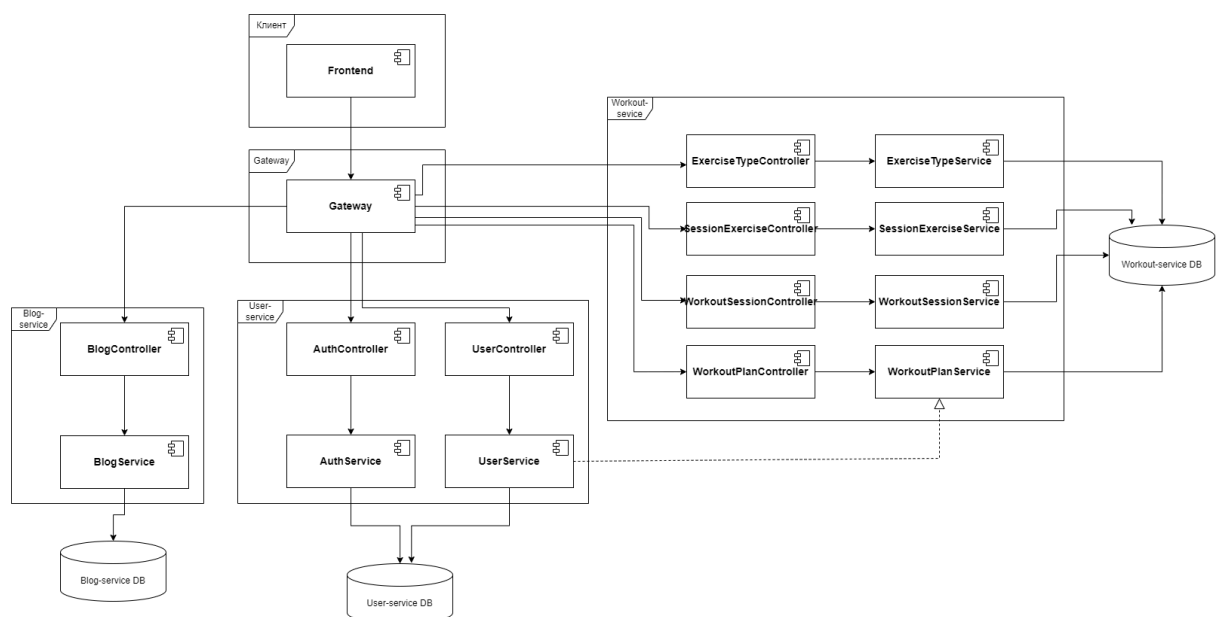 Клиент
Frontend
Gateway
Gateway
Workout-
sevice
ExerciseTypeController
ExerciseTypeService
SessionExerciseController
SessionExerciseService
Workout-service DB
WorkoutSessionController
WorkoutSessionService
WorkoutPlanController
WorkoutPlanService
Blog-
service
BlogController
BlogService
Blog-service DB
User-
service
AuthController
UserController
AuthService
UserService
User-service DB